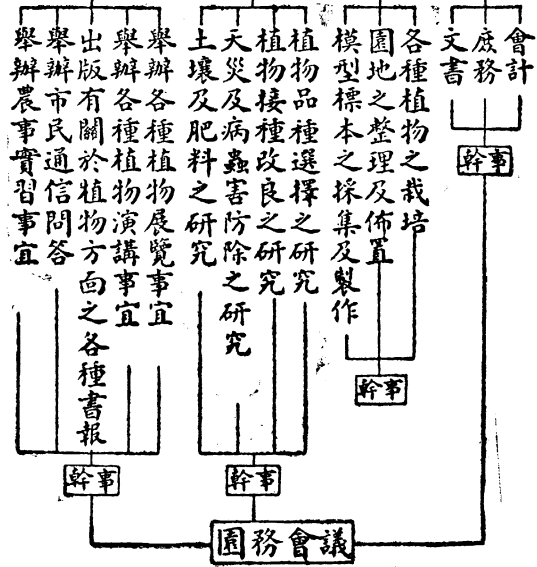 會計
庶務
文書
幹事
各種植物之栽培
園地之整理及佈置
模型標本之採集及製作
幹事
植物品種選擇之研究
植物接種改良之研究
天災及病蟲害防除之研究
土壤及肥料之研究
幹事
舉辦各種植物展覽事宜
舉辦各種植物演講事宜
出版有關於植物方面之各種書報
舉辦市民通信問答
舉辦農事實習事宜
幹事
園務會議